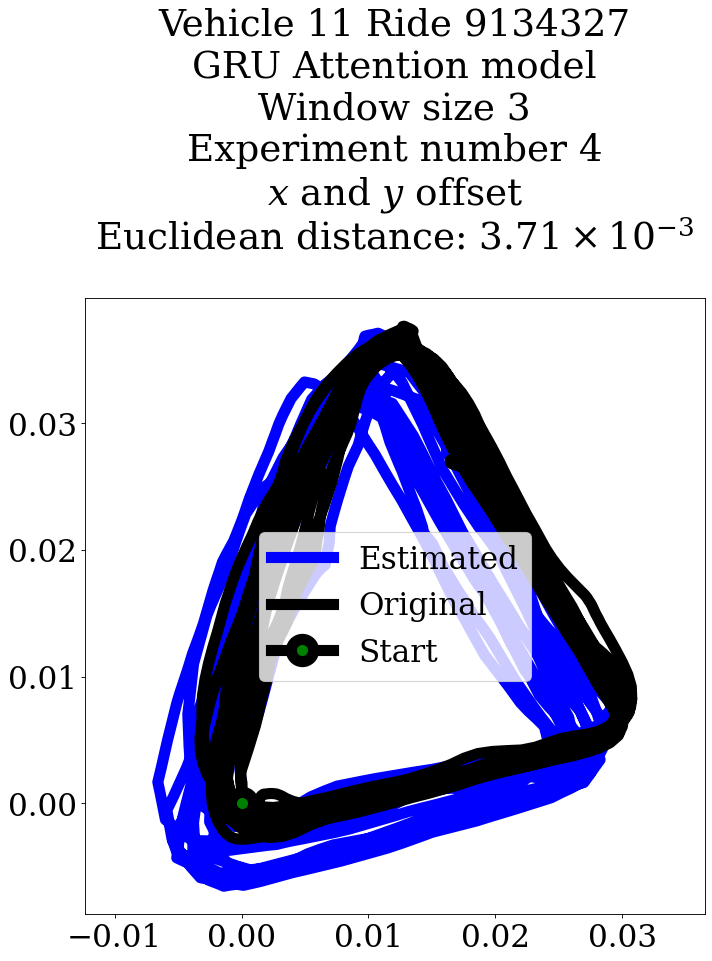 Vehicle 11 Ride 9134327
GRU Attention model
Window size 3
Experiment number 4
x and y offset
Euclidean distance: 3.71 × 10⁻³
0.03
0.02
0.01
0.00
Estimated
Original
Start
−0.01 0.00 0.01 0.02 0.03